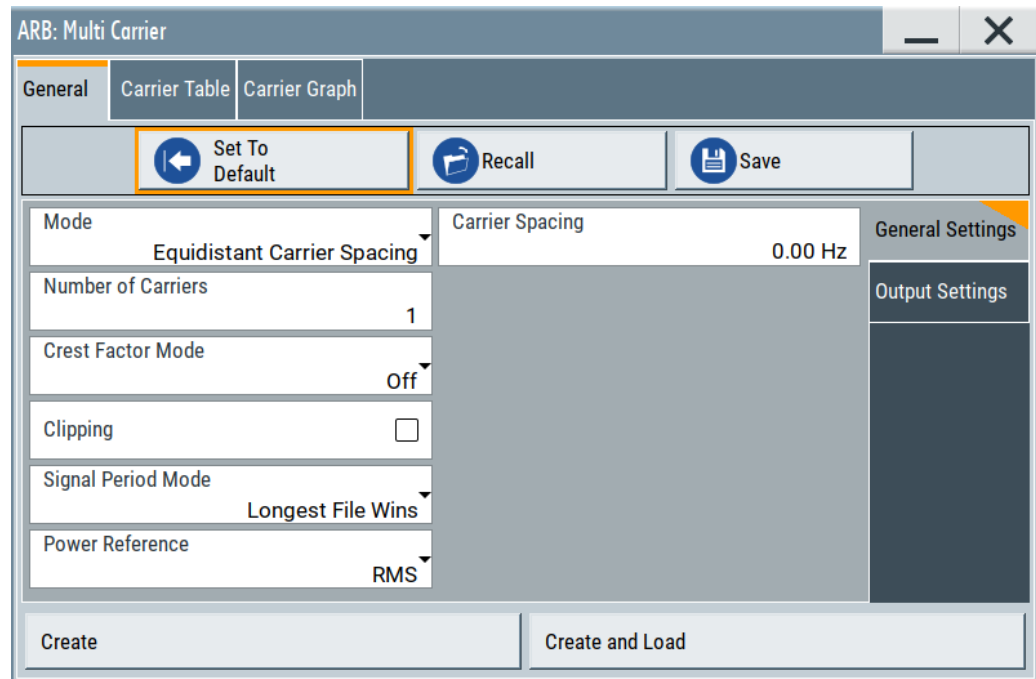 ARB: Multi Carrier
General
Carrier Table
Carrier Graph
Set To
Default
Recall
Save
Mode
Equidistant Carrier Spacing
Carrier Spacing
0.00 Hz
General Settings
Number of Carriers
1
Output Settings
Crest Factor Mode
Off
Clipping
Signal Period Mode
Longest File Wins
Power Reference
RMS
Create
Create and Load